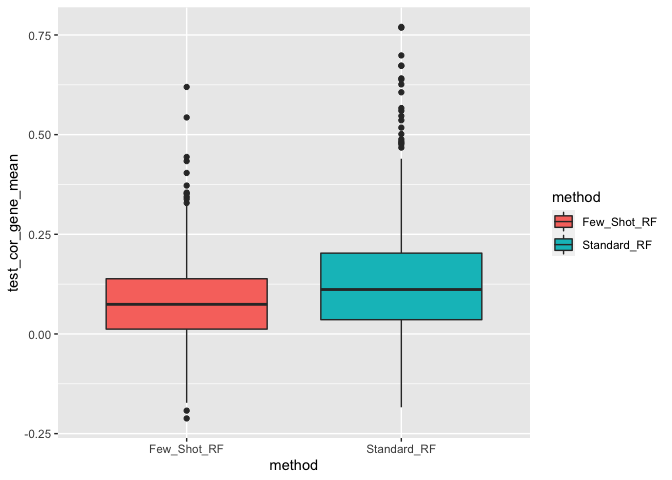 0.75
0.50
0.25
0.00
-0.25
test_cor_gene_mean
Few_Shot_RF
Standard_RF
method
method
Few_Shot_RF
Standard_RF